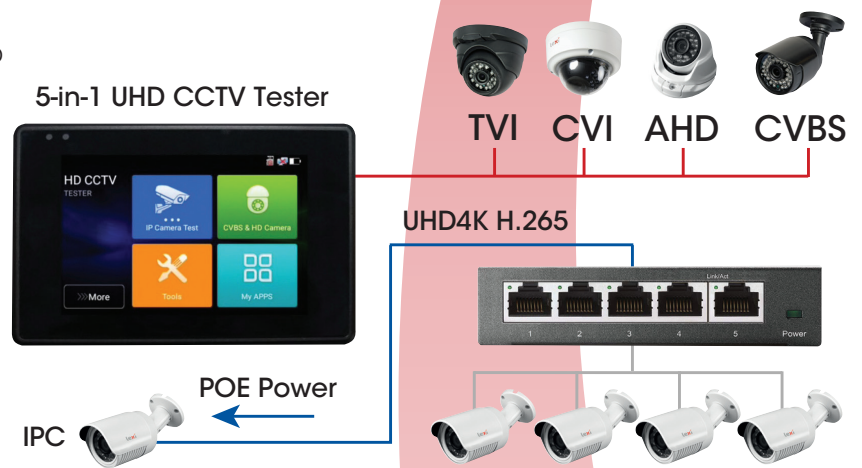 5-in-1 UHD CCTV Tester
TVI CVI AHD CVBS
HD CCTV
TESTER
IP Camera Test
CVBS & HD Camera
Tools
My APPS
»»More
UHD4K H.265
Link/Act
1 2 3 4 5 Power
POE Power
IPC